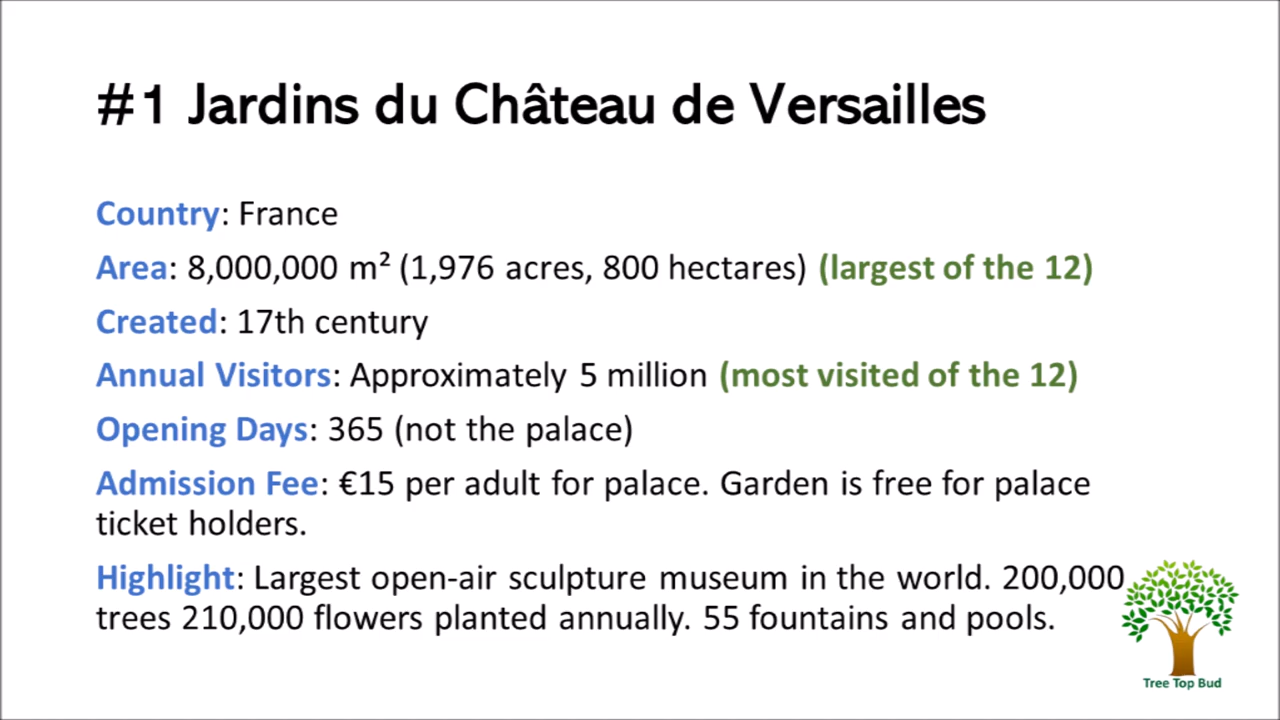 #1 Jardins du Château de Versailles
Country: France
Area: 8,000,000 m² (1,976 acres, 800 hectares) (largest of the 12)
Created: 17th century
Annual Visitors: Approximately 5 million (most visited of the 12)
Opening Days: 365 (not the palace)
Admission Fee: €15 per adult for palace. Garden is free for palace
ticket holders.
Highlight: Largest open-air sculpture museum in the world. 200,000
trees 210,000 flowers planted annually. 55 fountains and pools.
Tree Top Bud